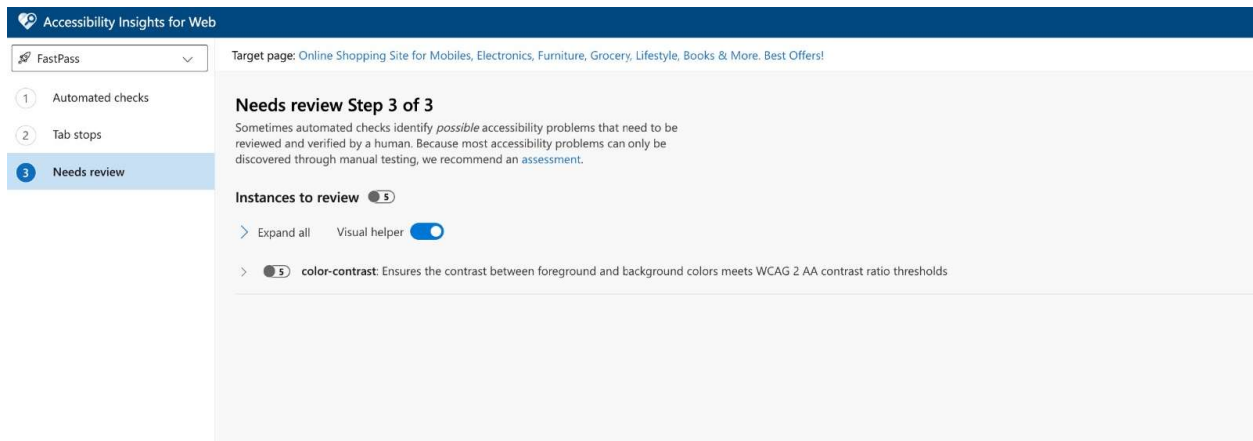 Accessibility Insights for Web
FastPass
Target page: Online Shopping Site for Mobiles, Electronics, Furniture, Grocery, Lifestyle, Books & More. Best Offers!
1 Automated checks
2 Tab stops
3 Needs review
Needs review Step 3 of 3
Sometimes automated checks identify possible accessibility problems that need to be
reviewed and verified by a human. Because most accessibility problems can only be
discovered through manual testing, we recommend an assessment.
Instances to review 5
Expand all Visual helper
5 color-contrast: Ensures the contrast between foreground and background colors meets WCAG 2 AA contrast ratio thresholds